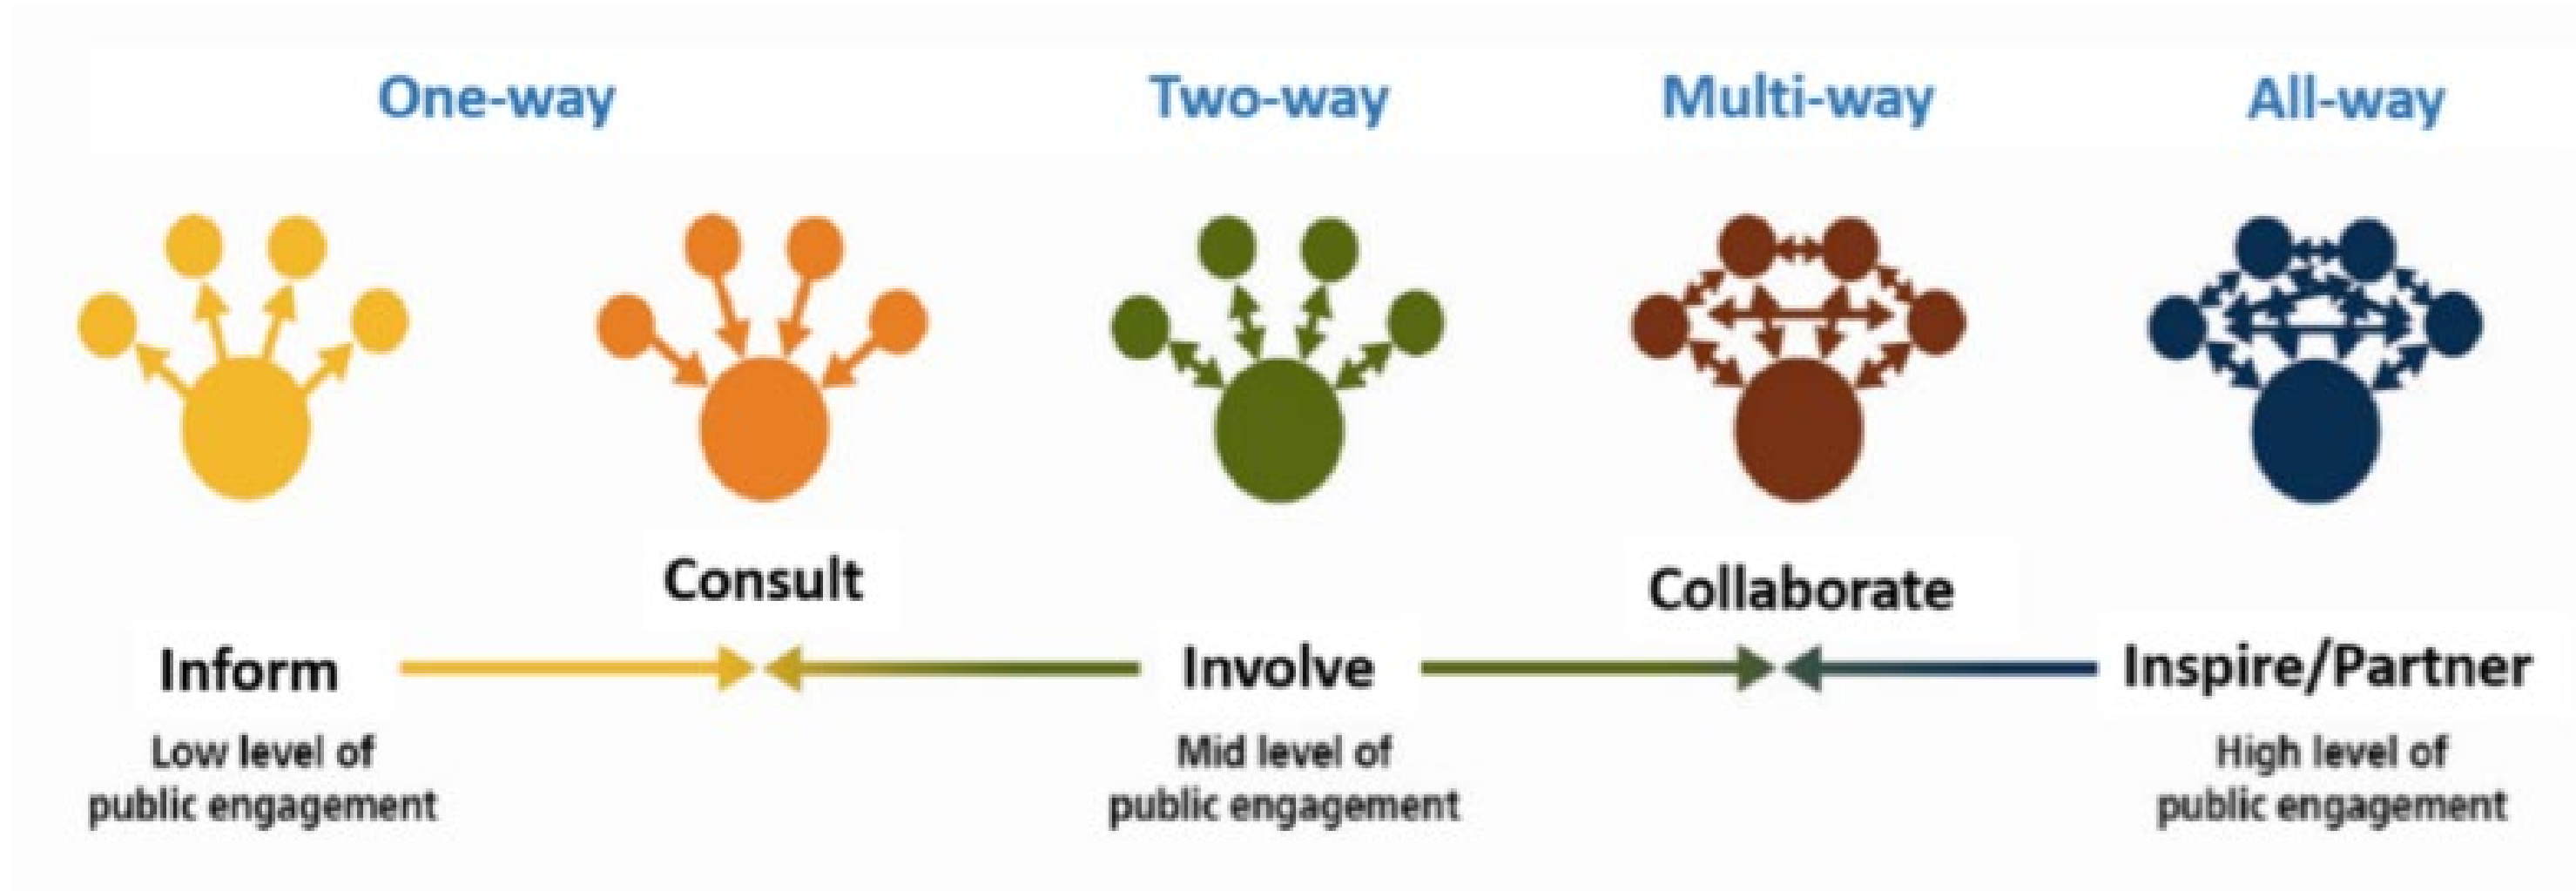 One-way
Two-way
Multi-way
All-way
Consult
Collaborate
Inform
Involve
Inspire/Partner
Low level of
public engagement
Mid level of
public engagement
High level of
public engagement